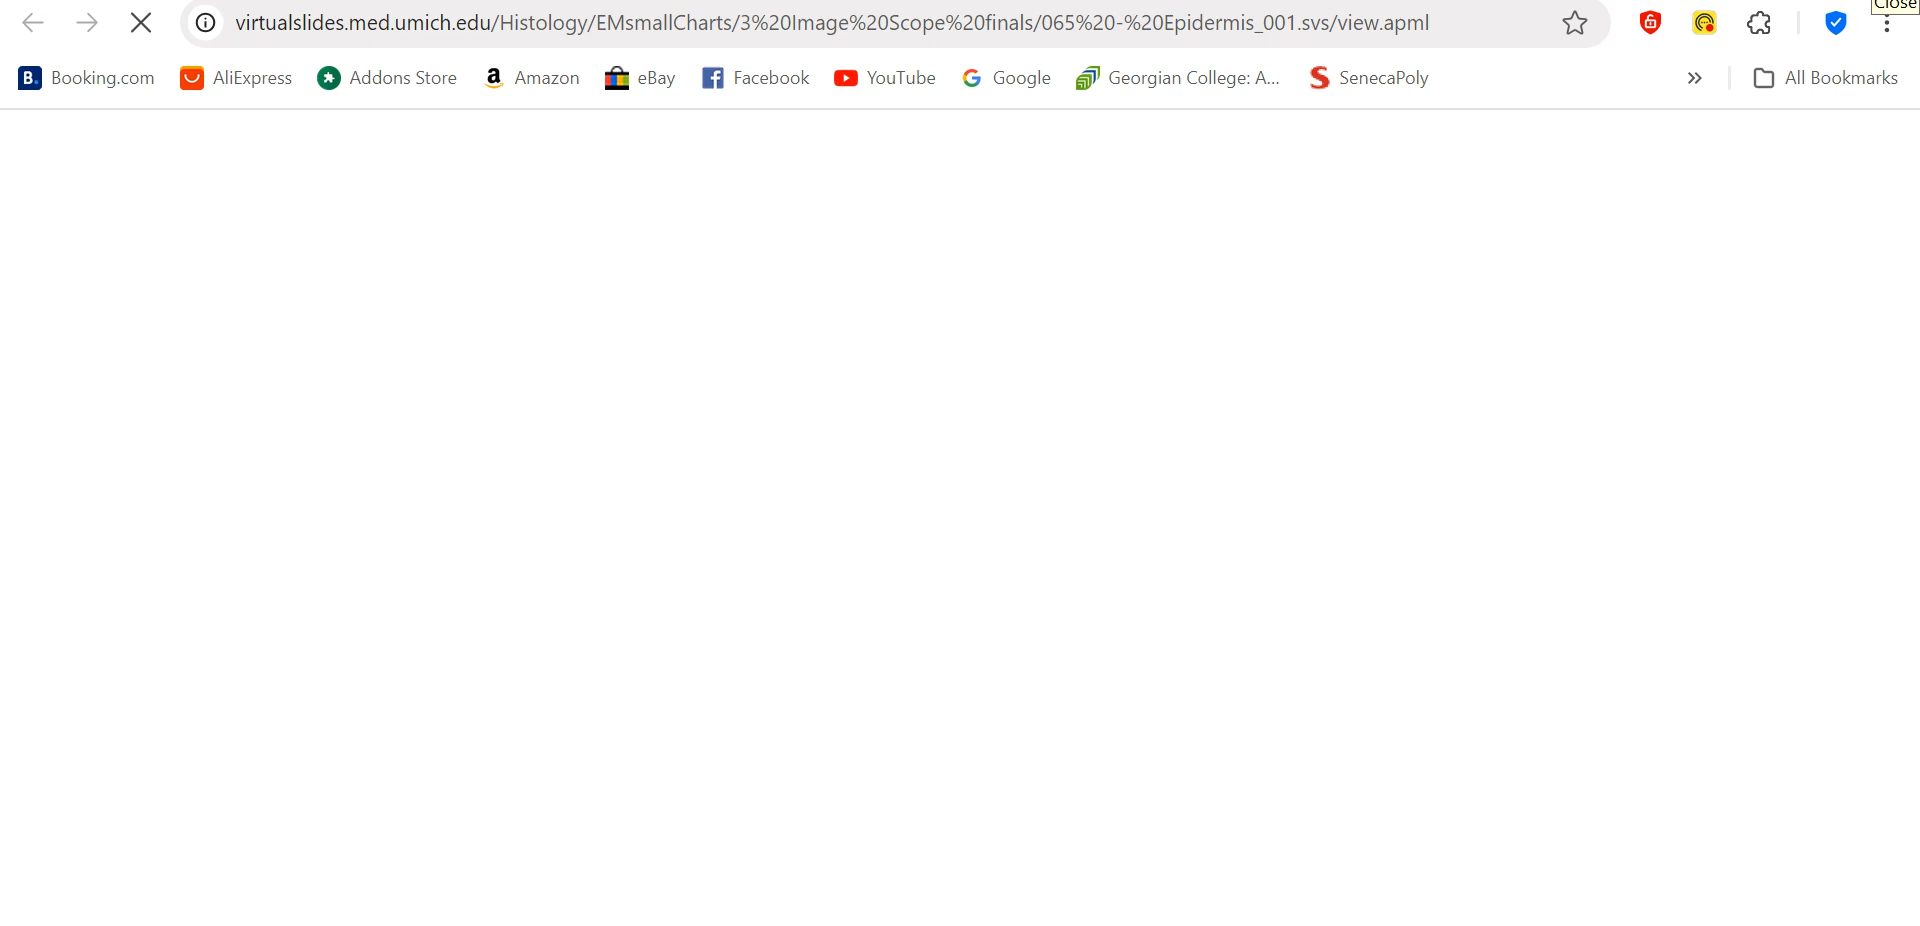 Close
virtualslides.med.umich.edu/Histology/EMsmallCharts/3%20Image%20Scope%20finals/065%20-%20Epidermis_001.svs/view.apml
B. Booking.com AliExpress Addons Store a Amazon eBay f Facebook YouTube G Google Georgian College: A... S SenecaPoly » All Bookmarks